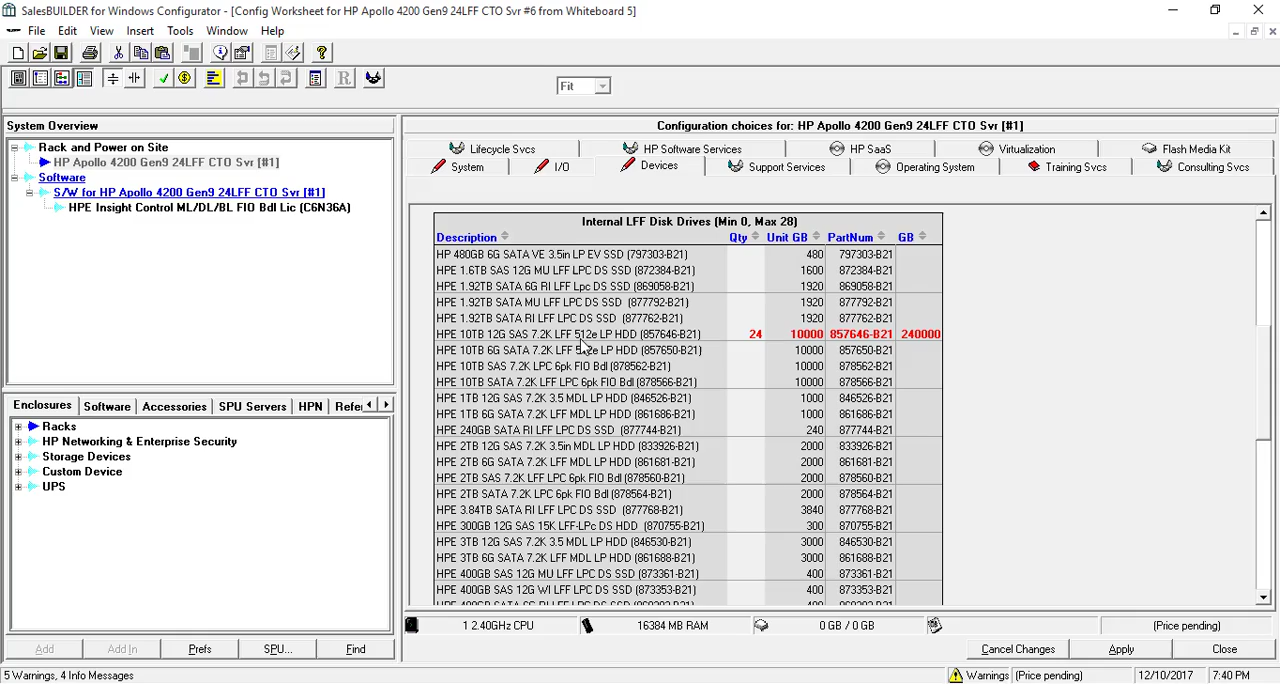 SalesBUILDER for Windows Configurator - [Config Worksheet for HP Apollo 4200 Gen9 24LFF CTO Svr #6 from Whiteboard 5]
File Edit View Insert Tools Window Help
R
Fit
System Overview
Rack and Power on Site
HP Apollo 4200 Gen9 24LFF CTO Svr [#1]
Software
S/W for HP Apollo 4200 Gen9 24LFF CTO Svr [#1]
HPE Insight Control ML/DL/BL FIO Bdl Lic (C6N36A)
Enclosures Software Accessories SPU Servers HPN Refer
Racks
HP Networking & Enterprise Security
Storage Devices
Custom Device
UPS
Add Add In Prefs SPU... Find
Configuration choices for: HP Apollo 4200 Gen9 24LFF CTO Svr [#1]
Lifecycle Svcs HP Software Services HP SaaS Virtualization Flash Media Kit
System I/O Devices Support Services Operating System Training Svcs Consulting Svcs
Internal LFF Disk Drives (Min 0, Max 28)
Description Qty Unit GB PartNum GB
HP 480GB 6G SATA VE 3.5in LP EV SSD (797303-B21) 480 797303-B21
HPE 1.6TB SAS 12G MU LFF LPC DS SSD (872384-B21) 1600 872384-B21
HPE 1.92TB SATA 6G RI LFF Lpc DS SSD (869058-B21) 1920 869058-B21
HPE 1.92TB SATA MU LFF LPC DS SSD (877792-B21) 1920 877792-B21
HPE 1.92TB SATA RI LFF LPC DS SSD (877762-B21) 1920 877762-B21
HPE 10TB 12G SAS 7.2K LFF 512e LP HDD (857646-B21) 24 10000 857646-B21 240000
HPE 10TB 6G SATA 7.2K LFF 512e LP HDD (857650-B21) 10000 857650-B21
HPE 10TB SAS 7.2K LPC 6pk FIO Bdl (878562-B21) 10000 878562-B21
HPE 10TB SATA 7.2K LFF LPC 6pk FIO Bdl (878566-B21) 10000 878566-B21
HPE 1TB 12G SAS 7.2K 3.5 MDL LP HDD (846526-B21) 1000 846526-B21
HPE 1TB 6G SATA 7.2K LFF MDL LP HDD (861686-B21) 1000 861686-B21
HPE 240GB SATA RI LFF LPC DS SSD (877744-B21) 240 877744-B21
HPE 2TB 12G SAS 7.2K 3.5in MDL LP HDD (833926-B21) 2000 833926-B21
HPE 2TB 6G SATA 7.2K LFF MDL LP HDD (861681-B21) 2000 861681-B21
HPE 2TB SAS 7.2K LFF LPC 6pk FIO Bdl (878560-B21) 2000 878560-B21
HPE 2TB SATA 7.2K LPC 6pk FIO Bdl (878564-B21) 2000 878564-B21
HPE 3.84TB SATA RI LFF LPC DS SSD (877768-B21) 3840 877768-B21
HPE 300GB 12G SAS 15K LFF-LPc DS HDD (870755-B21) 300 870755-B21
HPE 3TB 12G SAS 7.2K 3.5 MDL LP HDD (846530-B21) 3000 846530-B21
HPE 3TB 6G SATA 7.2K LFF MDL LP HDD (861688-B21) 3000 861688-B21
HPE 400GB SAS 12G MU LFF LPC DS SSD (873361-B21) 400 873361-B21
HPE 400GB SAS 12G WI LFF LPC DS SSD (873353-B21) 400 873353-B21
1 2.40GHz CPU 16384 MB RAM 0 GB / 0 GB (Price pending)
Cancel Changes Apply Close
5 Warnings, 4 Info Messages Warnings (Price pending) 12/10/2017 7:40 PM